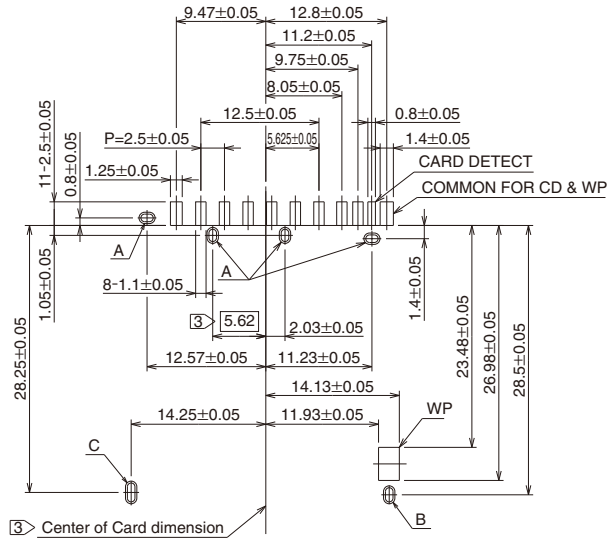 9.47±0.05
12.8±0.05
11.2±0.05
9.75±0.05
8.05±0.05
12.5±0.05
0.8±0.05
P=2.5±0.05
5.625±0.05
1.4±0.05
11-2.5±0.05
0.8±0.05
1.25±0.05
CARD DETECT
COMMON FOR CD & WP
A
A
1.05±0.05
8-1.1±0.05
1.4±0.05
3 5.62
2.03±0.05
28.25±0.05
12.57±0.05
11.23±0.05
23.48±0.05
26.98±0.05
28.5±0.05
14.13±0.05
14.25±0.05
11.93±0.05
WP
C
B
3 Center of Card dimension